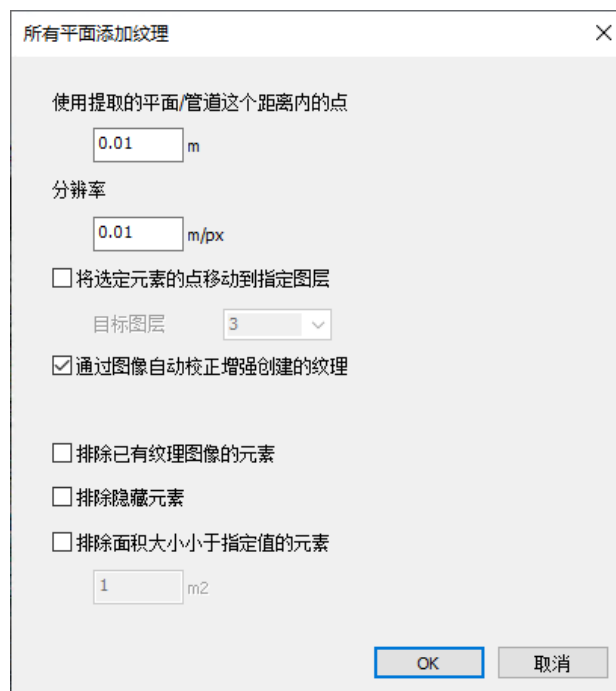 所有平面添加纹理
使用提取的平面/管道这个距离内的点
0.01 m
分辨率
0.01 m/px
将选定元素的点移动到指定图层
目标图层 3
通过图像自动校正增强创建的纹理
排除已有纹理图像的元素
排除隐藏元素
排除面积大小小于指定值的元素
1 m2
OK 取消